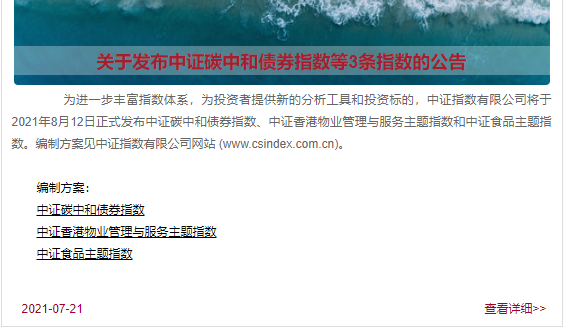 关于发布中证碳中和债券指数等3条指数的公告
为进一步丰富指数体系，为投资者提供新的分析工具和投资标的，中证指数有限公司将于
2021年8月12日正式发布中证碳中和债券指数、中证香港物业管理与服务主题指数和中证食品主题指
数。编制方案见中证指数有限公司网站 (www.csindex.com.cn)。
编制方案：
中证碳中和债券指数
中证香港物业管理与服务主题指数
中证食品主题指数
2021-07-21 查看详细>>